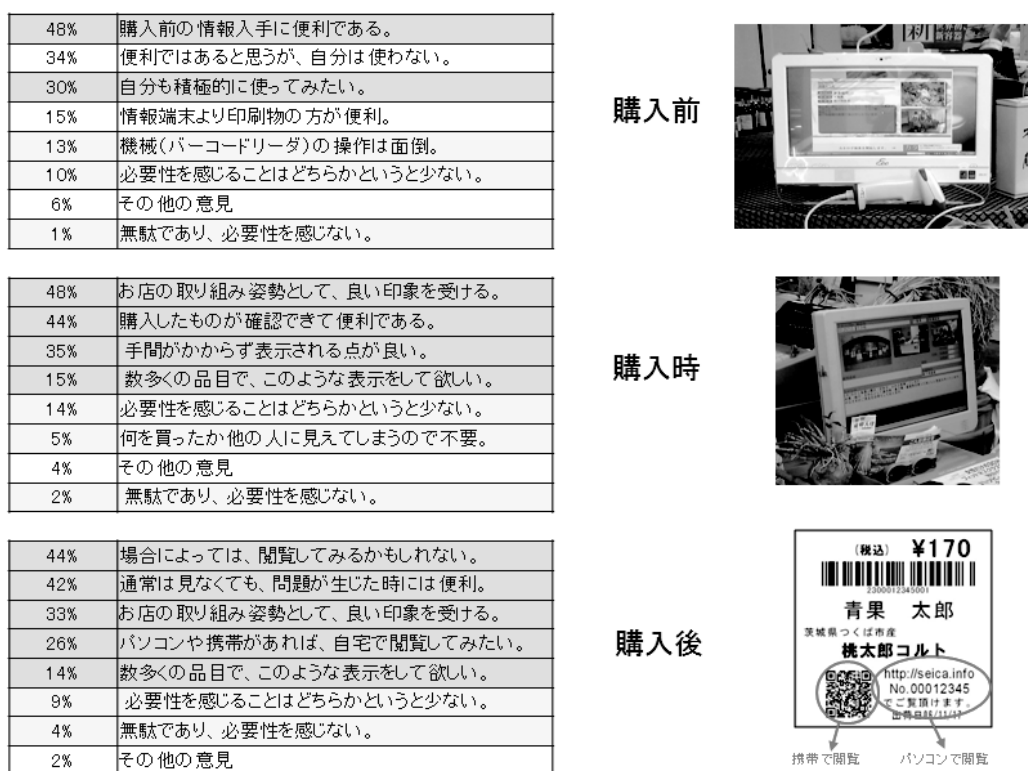 48% 購入前の情報入手に便利である。
34% 便利ではあると思うが、自分は使わない。
30% 自分も積極的に使ってみたい。
15% 情報端末より印刷物の方が便利。
13% 機械(バーコードリーダ)の操作は面倒。
10% 必要性を感じることはどちらかというと少ない。
6% その他の意見
1% 無駄であり、必要性を感じない。
購入前
48% お店の取り組み姿勢として、良い印象を受ける。
44% 購入したものが確認できて便利である。
35% 手間がかからず表示される点が良い。
15% 数多くの品目で、このような表示をして欲しい。
14% 必要性を感じることはどちらかというと少ない。
5% 何を買ったか他の人に見えてしまうので不要。
4% その他の意見
2% 無駄であり、必要性を感じない。
購入時
44% 場合によっては、閲覧してみるかもしれない。
42% 通常は見なくても、問題が生じた時には便利。
33% お店の取り組み姿勢として、良い印象を受ける。
26% パソコンや携帯があれば、自宅で閲覧してみたい。
14% 数多くの品目で、このような表示をして欲しい。
9% 必要性を感じることはどちらかというと少ない。
4% 無駄であり、必要性を感じない。
2% その他の意見
購入後
(税込) ¥170
2300012345001
青果 太郎
茨城県つくば市産
桃太郎コルト
http://seica.info
No.00012345
でご覧頂けます。
出荷日
携帯で閲覧 パソコンで閲覧